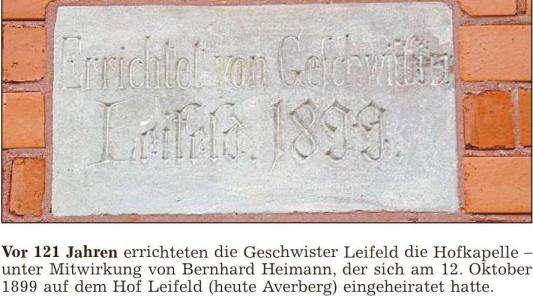 Errichtet von Geschwister
Leifeld. 1899.
Vor 121 Jahren errichteten die Geschwister Leifeld die Hofkapelle –
unter Mitwirkung von Bernhard Heimann, der sich am 12. Oktober
1899 auf dem Hof Leifeld (heute Averberg) eingeheiratet hatte.